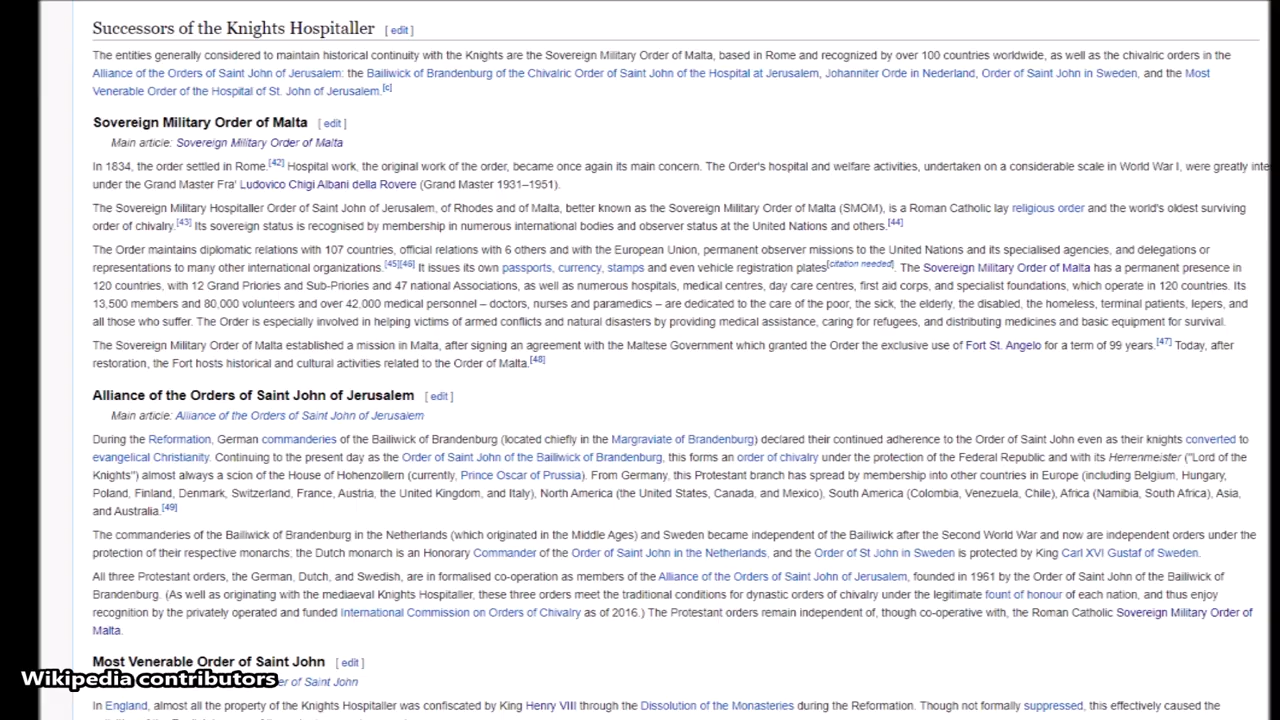 Successors of the Knights Hospitaller [ edit ]
The entities generally considered to maintain historical continuity with the Knights are the Sovereign Military Order of Malta, based in Rome and recognized by over 100 countries worldwide, as well as the chivalric orders in the
Alliance of the Orders of Saint John of Jerusalem: the Bailiwick of Brandenburg of the Chivalric Order of Saint John of the Hospital at Jerusalem, Johanniter Orde in Nederland, Order of Saint John in Sweden, and the Most
Venerable Order of the Hospital of St. John of Jerusalem.[c]
Sovereign Military Order of Malta [ edit ]
Main article: Sovereign Military Order of Malta
In 1834, the order settled in Rome.[42] Hospital work, the original work of the order, became once again its main concern. The Order's hospital and welfare activities, undertaken on a considerable scale in World War I, were greatly inte
under the Grand Master Fra' Ludovico Chigi Albani della Rovere (Grand Master 1931–1951).
The Sovereign Military Hospitaller Order of Saint John of Jerusalem, of Rhodes and of Malta, better known as the Sovereign Military Order of Malta (SMOM), is a Roman Catholic lay religious order and the world's oldest surviving
order of chivalry.[43] Its sovereign status is recognised by membership in numerous international bodies and observer status at the United Nations and others.[44]
The Order maintains diplomatic relations with 107 countries, official relations with 6 others and with the European Union, permanent observer missions to the United Nations and its specialised agencies, and delegations or
representations to many other international organizations.[45][46] It issues its own passports, currency, stamps and even vehicle registration plates[citation needed]. The Sovereign Military Order of Malta has a permanent presence in
120 countries, with 12 Grand Priories and Sub-Priories and 47 national Associations, as well as numerous hospitals, medical centres, day care centres, first aid corps, and specialist foundations, which operate in 120 countries. Its
13,500 members and 80,000 volunteers and over 42,000 medical personnel – doctors, nurses and paramedics – are dedicated to the care of the poor, the sick, the elderly, the disabled, the homeless, terminal patients, lepers, and
all those who suffer. The Order is especially involved in helping victims of armed conflicts and natural disasters by providing medical assistance, caring for refugees, and distributing medicines and basic equipment for survival.
The Sovereign Military Order of Malta established a mission in Malta, after signing an agreement with the Maltese Government which granted the Order the exclusive use of Fort St. Angelo for a term of 99 years.[47] Today, after
restoration, the Fort hosts historical and cultural activities related to the Order of Malta.[48]
Alliance of the Orders of Saint John of Jerusalem [ edit ]
Main article: Alliance of the Orders of Saint John of Jerusalem
During the Reformation, German commanderies of the Bailiwick of Brandenburg (located chiefly in the Margraviate of Brandenburg) declared their continued adherence to the Order of Saint John even as their knights converted to
evangelical Christianity. Continuing to the present day as the Order of Saint John of the Bailiwick of Brandenburg, this forms an order of chivalry under the protection of the Federal Republic and with its Herrenmeister ("Lord of the
Knights") almost always a scion of the House of Hohenzollern (currently, Prince Oscar of Prussia). From Germany, this Protestant branch has spread by membership into other countries in Europe (including Belgium, Hungary,
Poland, Finland, Denmark, Switzerland, France, Austria, the United Kingdom, and Italy), North America (the United States, Canada, and Mexico), South America (Colombia, Venezuela, Chile), Africa (Namibia, South Africa), Asia,
and Australia.[49]
The commanderies of the Bailiwick of Brandenburg in the Netherlands (which originated in the Middle Ages) and Sweden became independent of the Bailiwick after the Second World War and now are independent orders under the
protection of their respective monarchs; the Dutch monarch is an Honorary Commander of the Order of Saint John in the Netherlands, and the Order of St John in Sweden is protected by King Carl XVI Gustaf of Sweden.
All three Protestant orders, the German, Dutch, and Swedish, are in formalised co-operation as members of the Alliance of the Orders of Saint John of Jerusalem, founded in 1961 by the Order of Saint John of the Bailiwick of
Brandenburg. (As well as originating with the mediaeval Knights Hospitaller, these three orders meet the traditional conditions for dynastic orders of chivalry under the legitimate fount of honour of each nation, and thus enjoy
recognition by the privately operated and funded International Commission on Orders of Chivalry as of 2016.) The Protestant orders remain independent of, though co-operative with, the Roman Catholic Sovereign Military Order of
Malta.
Most Venerable Order of Saint John [ edit ]
Wikipedia contributors
er of Saint John
In England, almost all the property of the Knights Hospitaller was confiscated by King Henry VIII through the Dissolution of the Monasteries during the Reformation. Though not formally suppressed, this effectively caused the